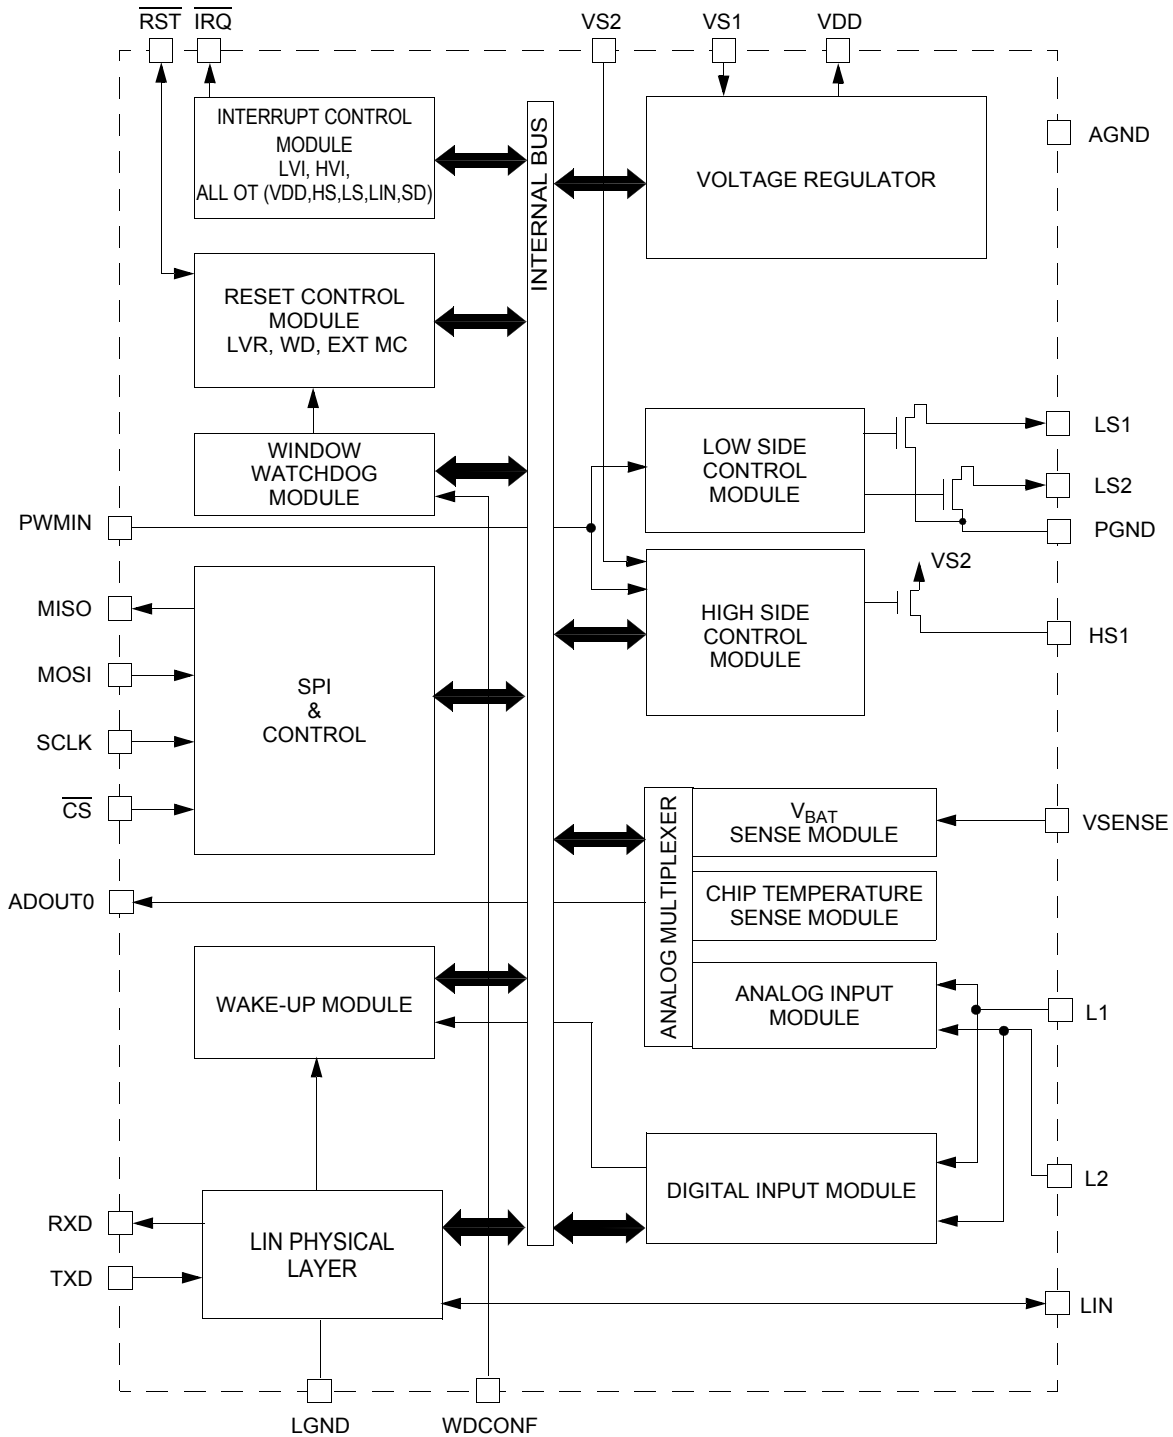 RST IRQ VS2 VS1 VDD
INTERRUPT CONTROL
MODULE
LVI, HVI,
ALL OT (VDD,HS,LS,LIN,SD)
INTERNAL BUS
VOLTAGE REGULATOR
AGND
RESET CONTROL
MODULE
LVR, WD, EXT MC
WINDOW
WATCHDOG
MODULE
LOW SIDE
CONTROL
MODULE
LS1
LS2
PGND
PWMIN
VS2
HIGH SIDE
CONTROL
MODULE
HS1
MISO
MOSI
SCLK
CS
SPI
&
CONTROL
ANALOG MULTIPLEXER
VBAT
SENSE MODULE
VSENSE
CHIP TEMPERATURE
SENSE MODULE
ADOUT0
ANALOG INPUT
MODULE
L1
WAKE-UP MODULE
DIGITAL INPUT MODULE
L2
RXD
TXD
LIN PHYSICAL
LAYER
LIN
LGND
WDCONF